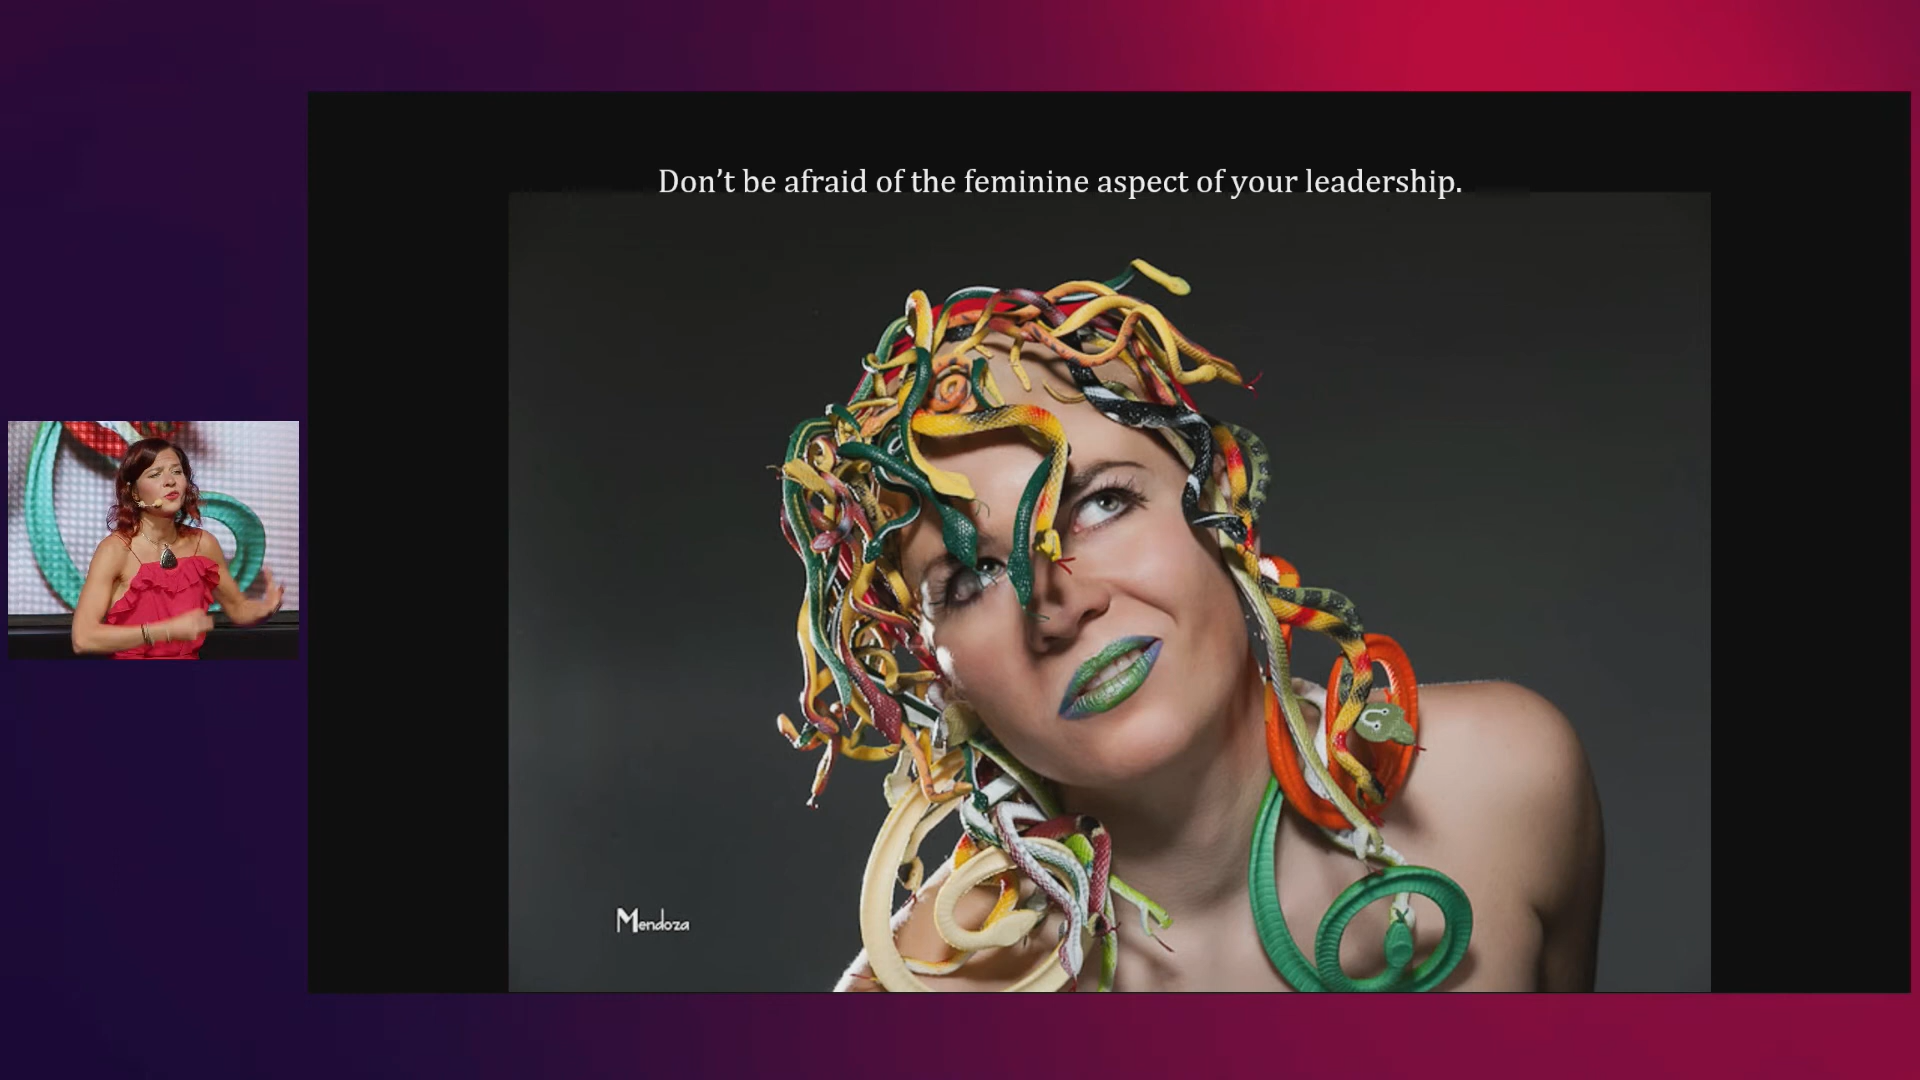 Don’t be afraid of the feminine aspect of your leadership.
Mendoza